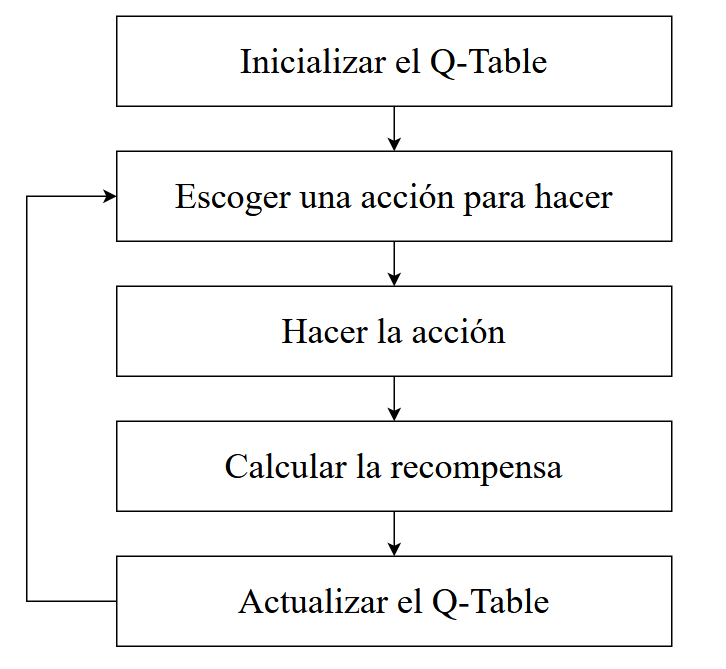 Inicializar el Q-Table
Escoger una acción para hacer
Hacer la acción
Calcular la recompensa
Actualizar el Q-Table